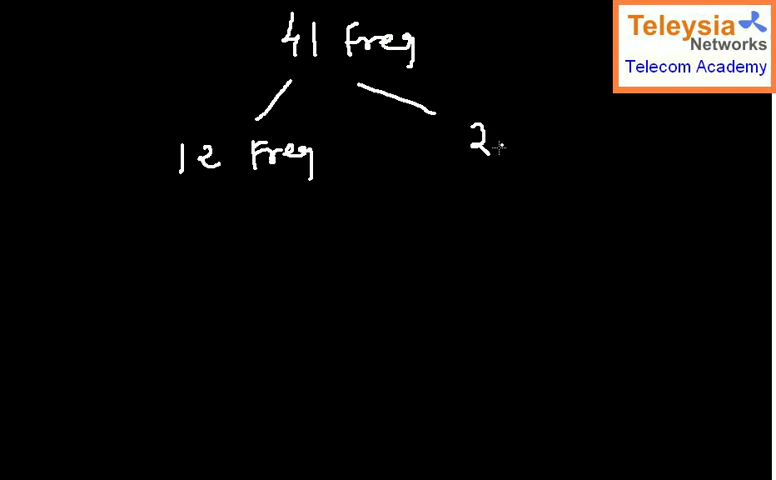 41 Freq
Teleysia
Networks
Telecom Academy
12 Freq
2